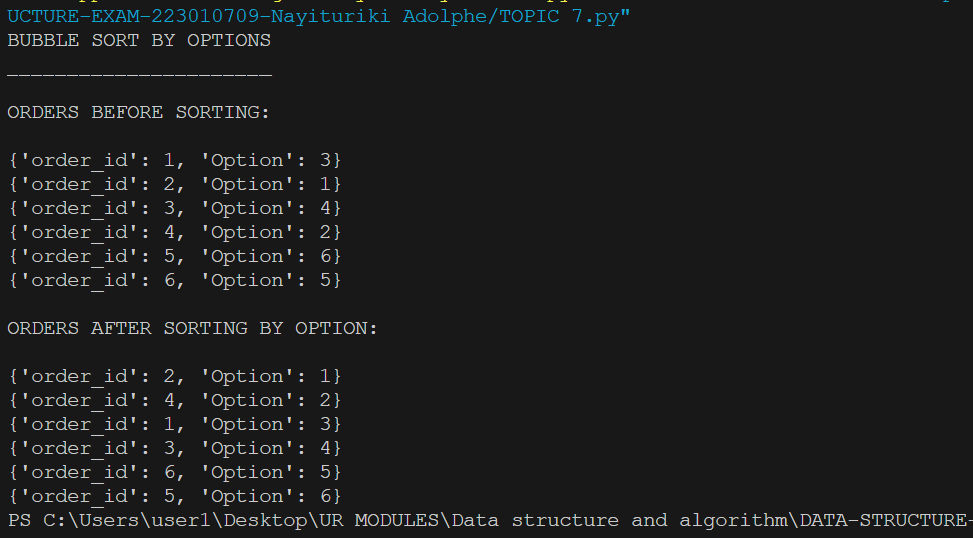 UCTURE-EXAM-223010709-Nayituriki Adolphe/TOPIC 7.py"
BUBBLE SORT BY OPTIONS
______________________
ORDERS BEFORE SORTING:
{'order_id': 1, 'Option': 3}
{'order_id': 2, 'Option': 1}
{'order_id': 3, 'Option': 4}
{'order_id': 4, 'Option': 2}
{'order_id': 5, 'Option': 6}
{'order_id': 6, 'Option': 5}
ORDERS AFTER SORTING BY OPTION:
{'order_id': 2, 'Option': 1}
{'order_id': 4, 'Option': 2}
{'order_id': 1, 'Option': 3}
{'order_id': 3, 'Option': 4}
{'order_id': 6, 'Option': 5}
{'order_id': 5, 'Option': 6}
PS C:\Users\user1\Desktop\UR MODULES\Data structure and algorithm\DATA-STRUCTURE-